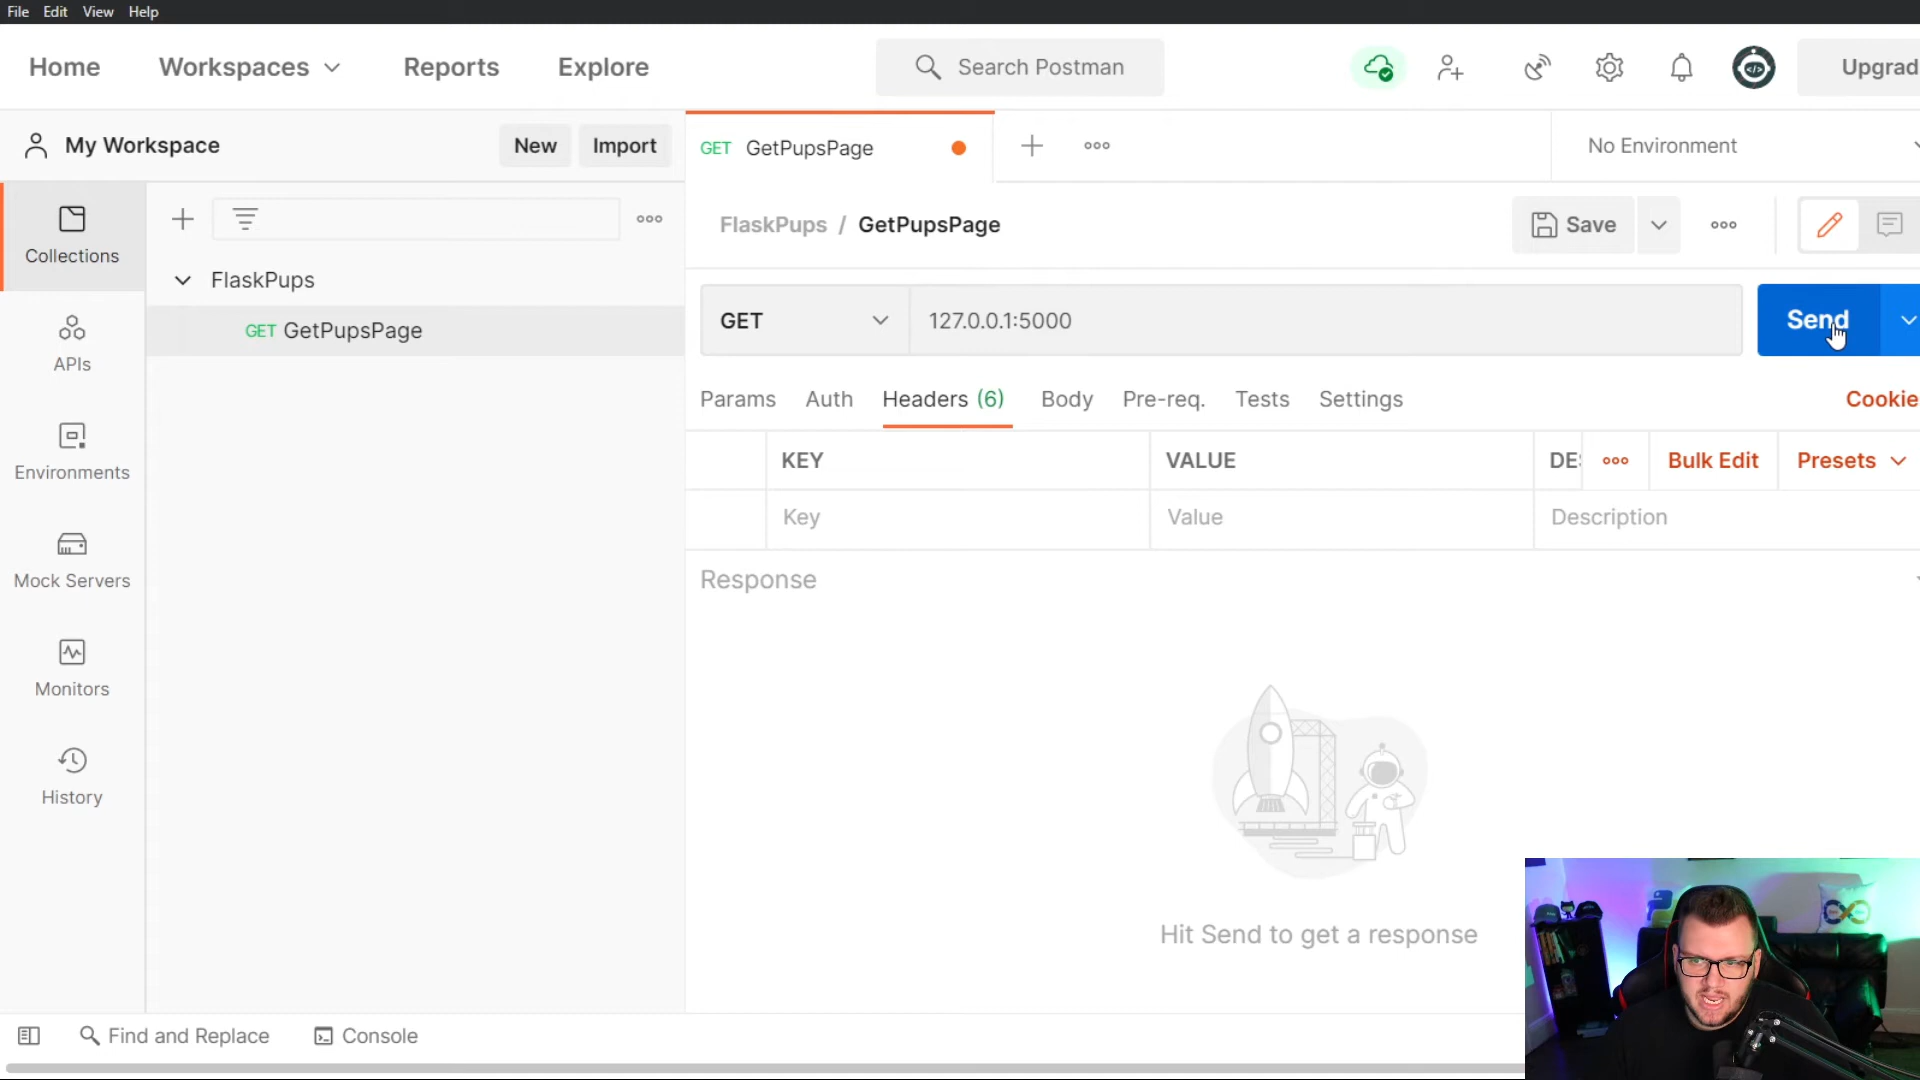 File Edit View Help
Home Workspaces Reports Explore Search Postman Upgrad
My Workspace New Import GET GetPupsPage No Environment
Collections
FlaskPups / GetPupsPage Save
FlaskPups
GET GetPupsPage
GET 127.0.0.1:5000 Send
APIs
Params Auth Headers (6) Body Pre-req. Tests Settings Cookie
KEY VALUE DE Bulk Edit Presets
Environments
Key Value Description
Mock Servers
Response
Monitors
History
Hit Send to get a response
Find and Replace Console